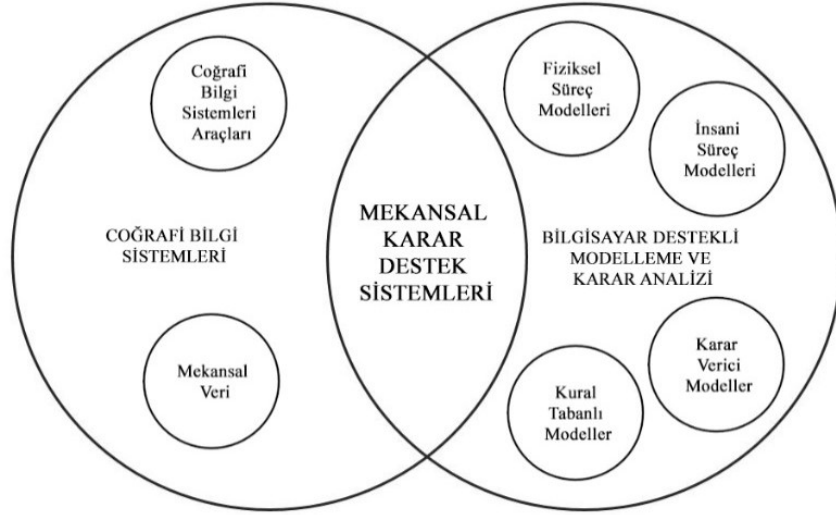 Coğrafi
Bilgi
Sistemleri
Araçları
COĞRAFİ BİLGİ
SİSTEMLERİ
Mekansal
Veri
MEKANSAL
KARAR
DESTEK
SİSTEMLERİ
Fiziksel
Süreç
Modelleri
İnsani
Süreç
Modelleri
BİLGİSAYAR DESTEKLİ
MODELLEME VE
KARAR ANALİZİ
Karar
Verici
Modeller
Kural
Tabanlı
Modeller